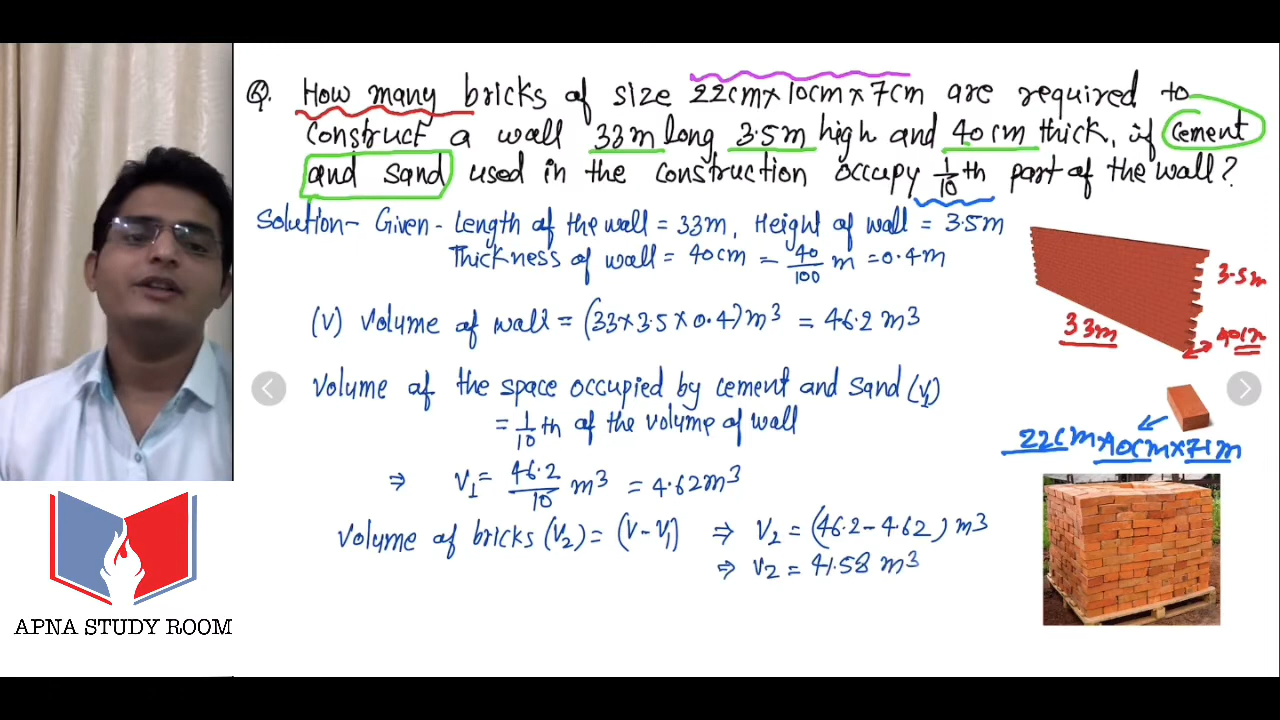 Q. How many bricks of size 22cm×10cm×7cm are required to
construct a wall 33m long 3.5m high and 40cm thick, if cement
and sand used in the construction occupy 1/10 th part of the wall?
Solution- Given - Length of the wall = 33m, Height of wall = 3.5m
Thickness of wall = 40cm = 40/100 m = 0.4m
(V) Volume of wall = (33×3.5×0.4)m³ = 46.2 m³
Volume of the space occupied by cement and sand (V₁)
= 1/10 th of the volume of wall
⇒ V₁ = 46.2/10 m³ = 4.62m³
Volume of bricks (V₂) = (V-V₁) ⇒ V₂ = (46.2-4.62) m³
⇒ V₂ = 41.58 m³
3.5m
33m
40cm
22cm×10cm×7cm
APNA STUDY ROOM